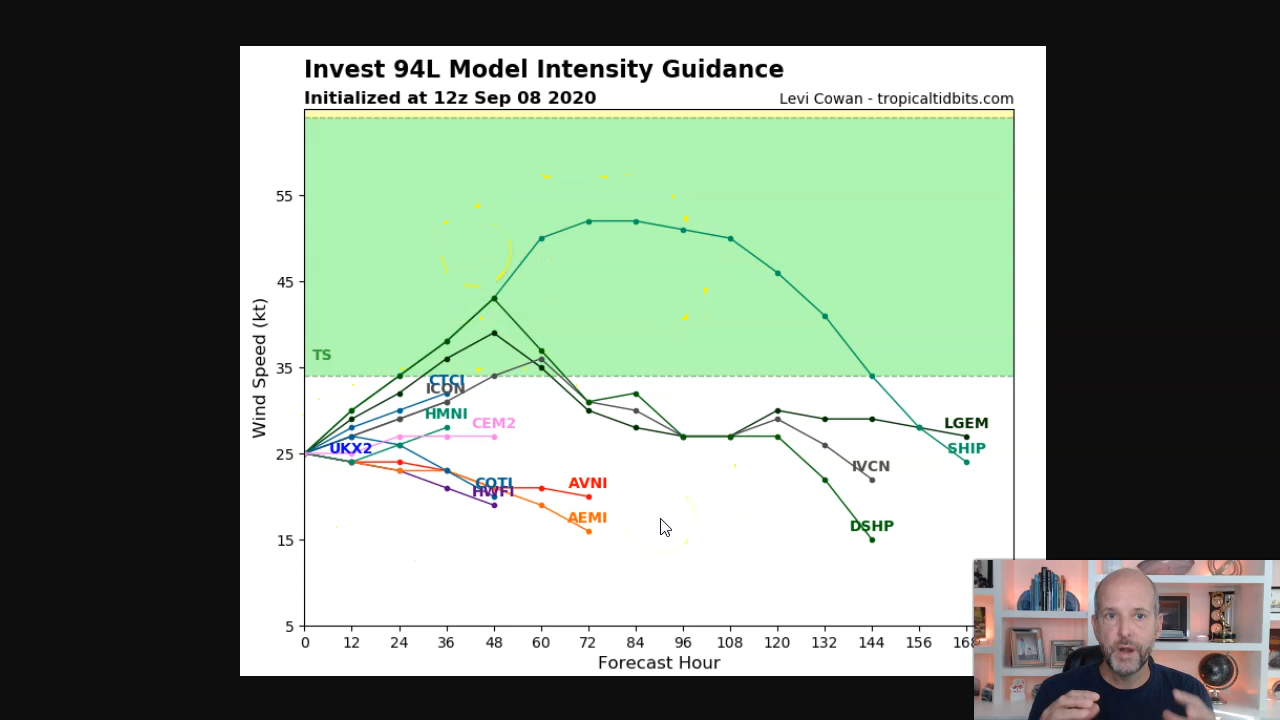 Invest 94L Model Intensity Guidance
Initialized at 12z Sep 08 2020
Levi Cowan - tropicaltidbits.com
55
45
35
25
15
5
Wind Speed (kt)
TS
CTCI
ICON
HMNI
CEM2
UKX2
COTI
HWFI
AVNI
AEMI
LGEM
SHIP
IVCN
DSHP
0 12 24 36 48 60 72 84 96 108 120 132 144 156 168
Forecast Hour